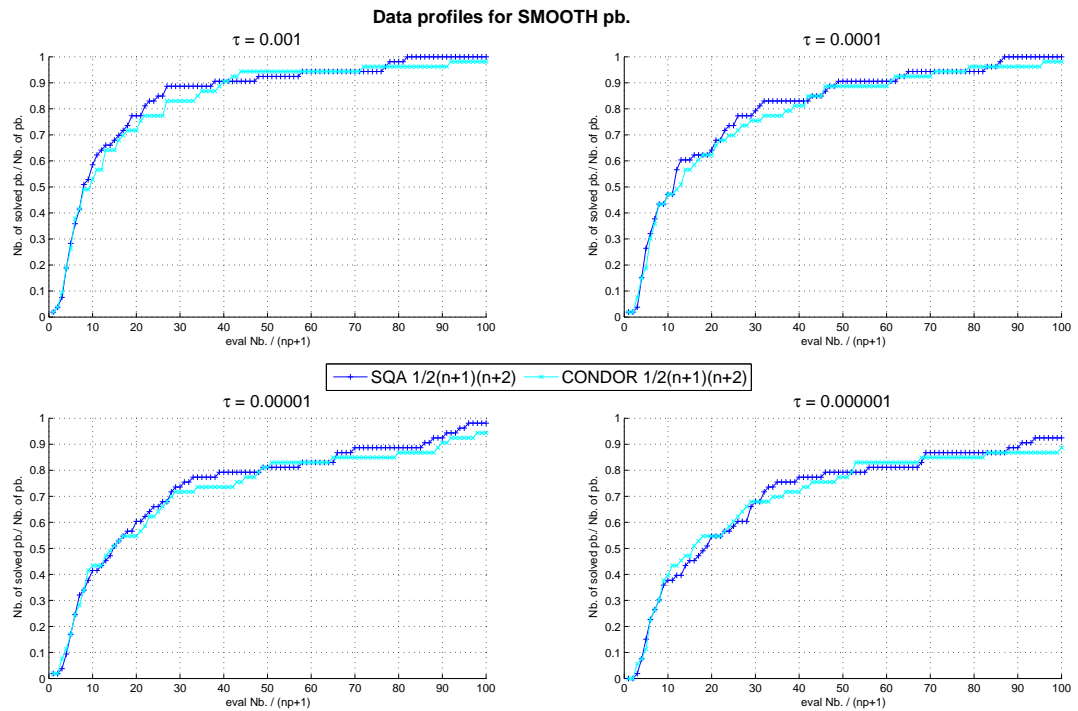 Data profiles for SMOOTH pb.
τ = 0.001
Nb. of solved pb./ Nb. of pb.
1
0.9
0.8
0.7
0.6
0.5
0.4
0.3
0.2
0.1
0
0 10 20 30 40 50 60 70 80 90 100
eval Nb. / (np+1)
τ = 0.0001
Nb. of solved pb./ Nb. of pb.
1
0.9
0.8
0.7
0.6
0.5
0.4
0.3
0.2
0.1
0
0 10 20 30 40 50 60 70 80 90 100
eval Nb. / (np+1)
SQA 1/2(n+1)(n+2) CONDOR 1/2(n+1)(n+2)
τ = 0.00001
Nb. of solved pb./ Nb. of pb.
1
0.9
0.8
0.7
0.6
0.5
0.4
0.3
0.2
0.1
0
0 10 20 30 40 50 60 70 80 90 100
eval Nb. / (np+1)
τ = 0.000001
Nb. of solved pb./ Nb. of pb.
1
0.9
0.8
0.7
0.6
0.5
0.4
0.3
0.2
0.1
0
0 10 20 30 40 50 60 70 80 90 100
eval Nb. / (np+1)